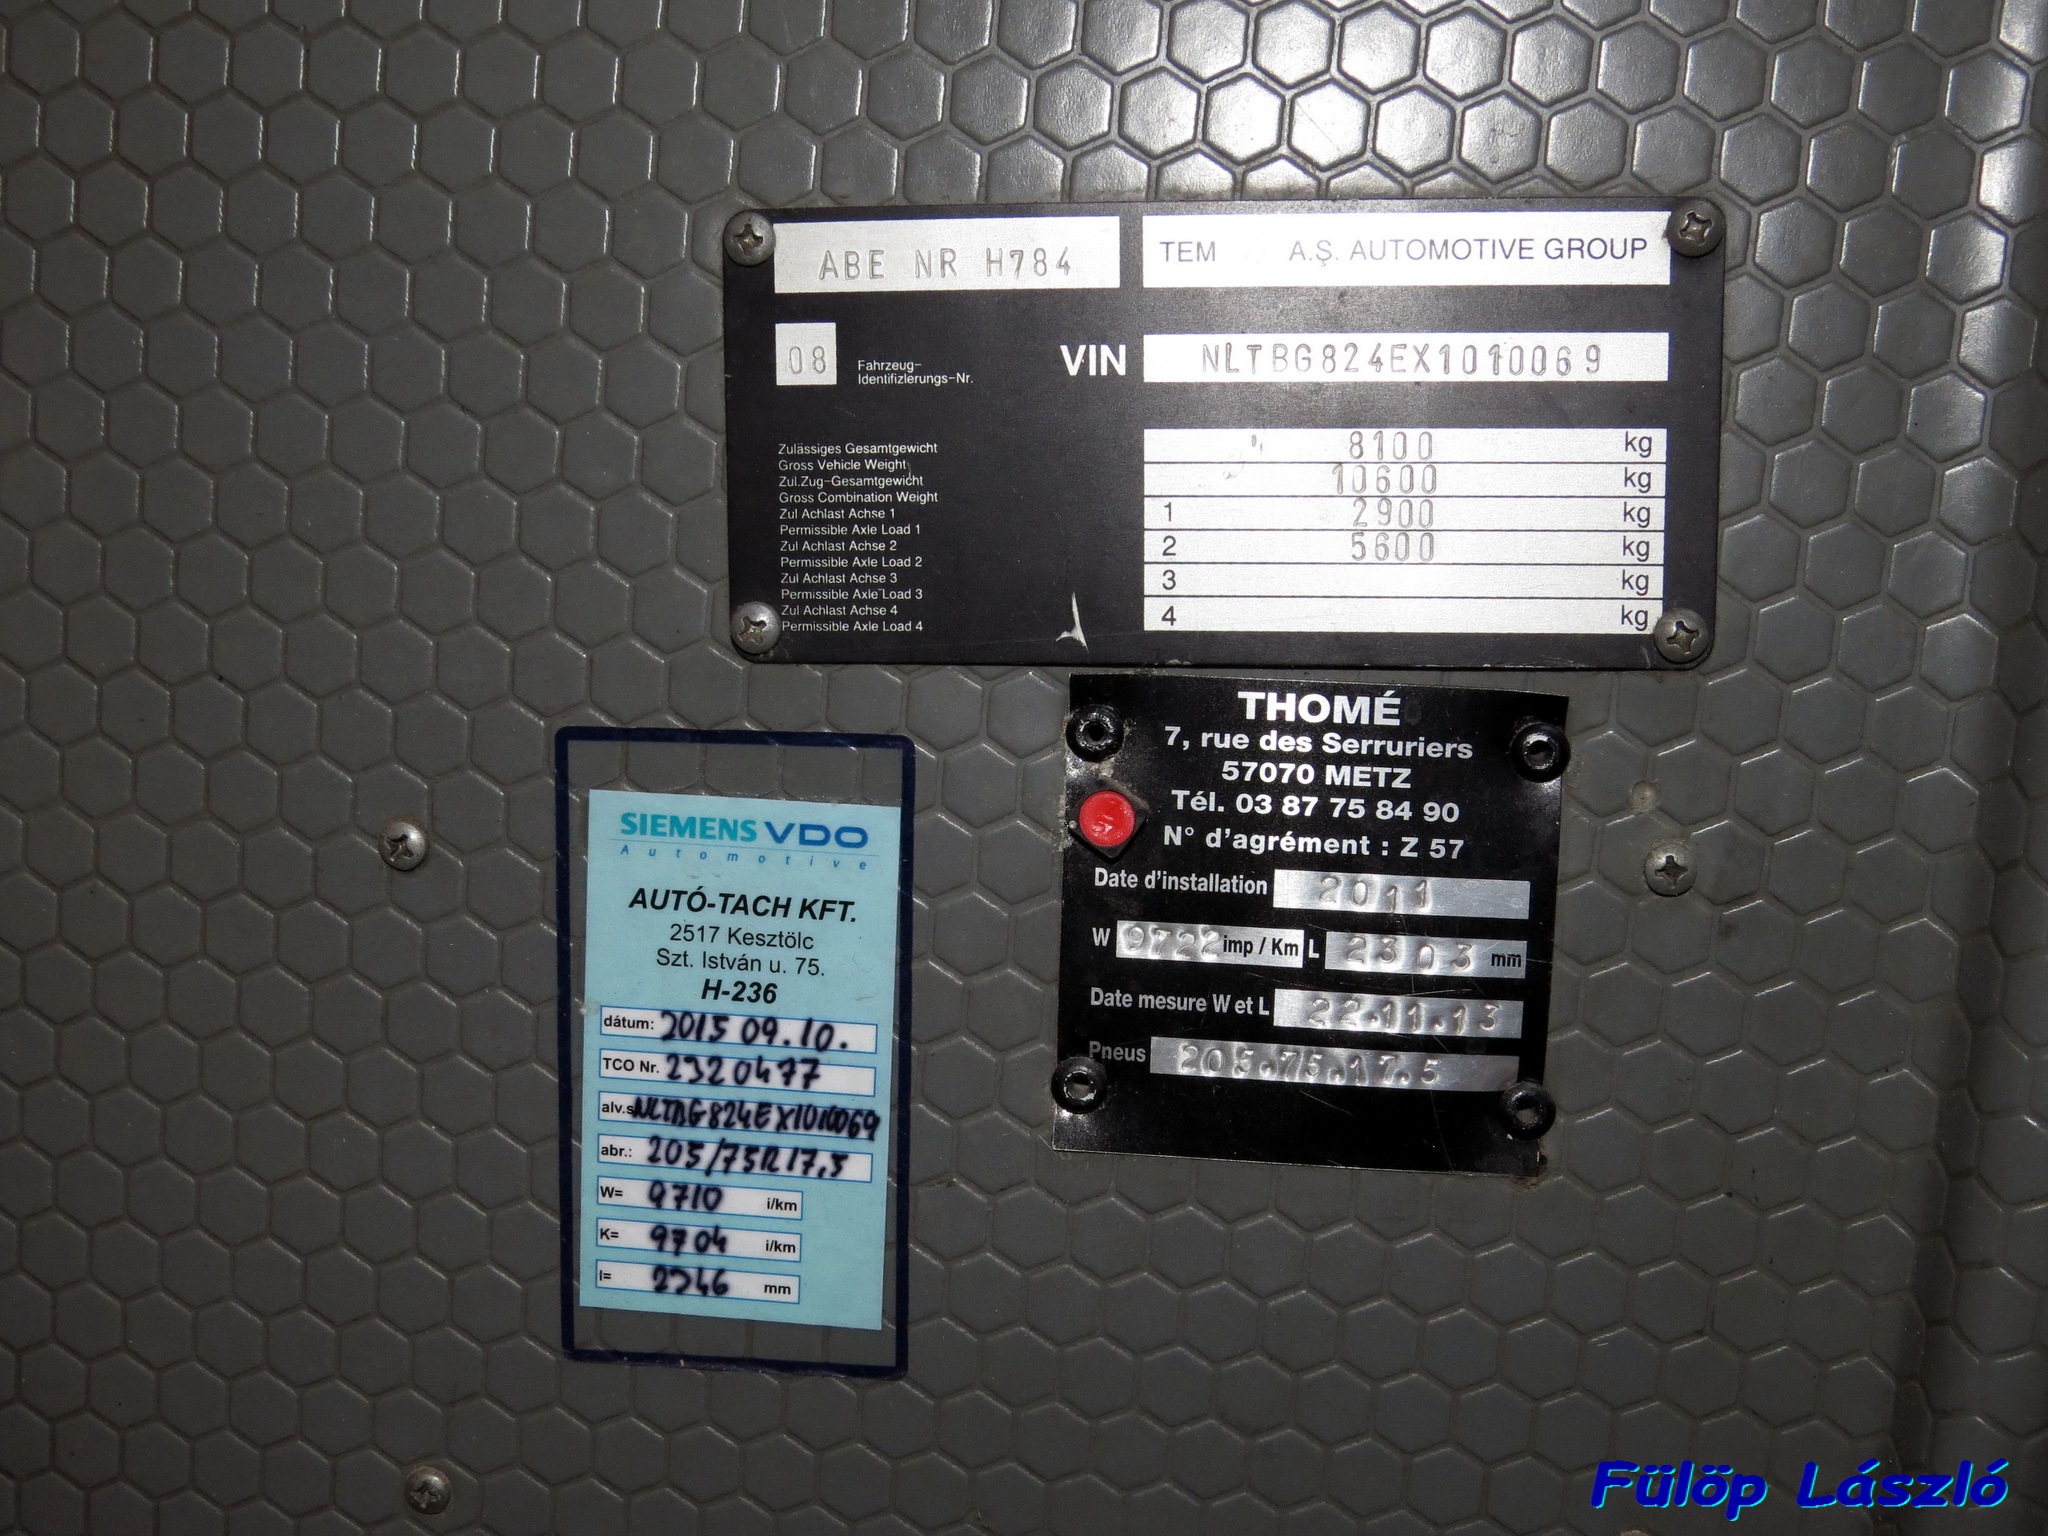 ABE NR H784
TEM A.Ş. AUTOMOTIVE GROUP
08 Fahrzeug-
Identifizierungs-Nr.
VIN NLTBG824EX1010069
Zulässiges Gesamtgewicht
Gross Vehicle Weight
Zul.Zug-Gesamtgewicht
Gross Combination Weight
Zul Achlast Achse 1
Permissible Axle Load 1
Zul Achlast Achse 2
Permissible Axle Load 2
Zul Achlast Achse 3
Permissible Axle Load 3
Zul Achlast Achse 4
Permissible Axle Load 4
8100 kg
10600 kg
1 2900 kg
2 5600 kg
3 kg
4 kg
THOMÉ
7, rue des Serruriers
57070 METZ
Tél. 03 87 75 84 90
N° d'agrément : Z 57
Date d'installation 2011
W 9722 imp / Km L 2303 mm
Date mesure W et L 22.11.13
Pneus 205.75.17.5
SIEMENS VDO
Automotive
AUTÓ-TACH KFT.
2517 Kesztölc
Szt. István u. 75.
H-236
dátum: 2015 09.10.
TCO Nr. 2320477
alv.s NLTBG824EX1010069
abr.: 205/75R17,5
W= 9710 i/km
K= 9704 i/km
l= 2346 mm
Fülöp László